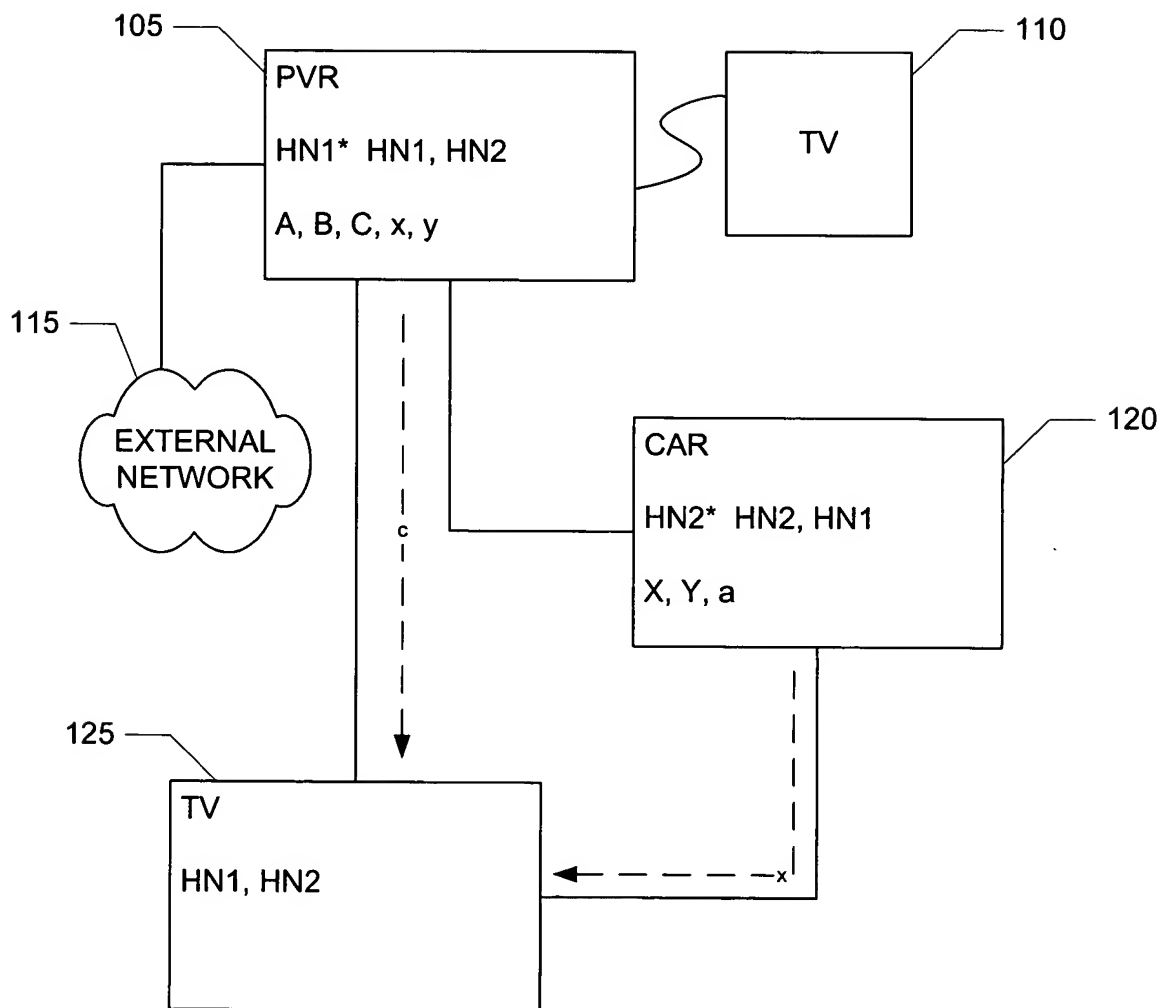 105
110
PVR
HN1* HN1, HN2
A, B, C, x, y
TV
115
EXTERNAL
NETWORK
120
CAR
HN2* HN2, HN1
X, Y, a
c
125
TV
HN1, HN2
x